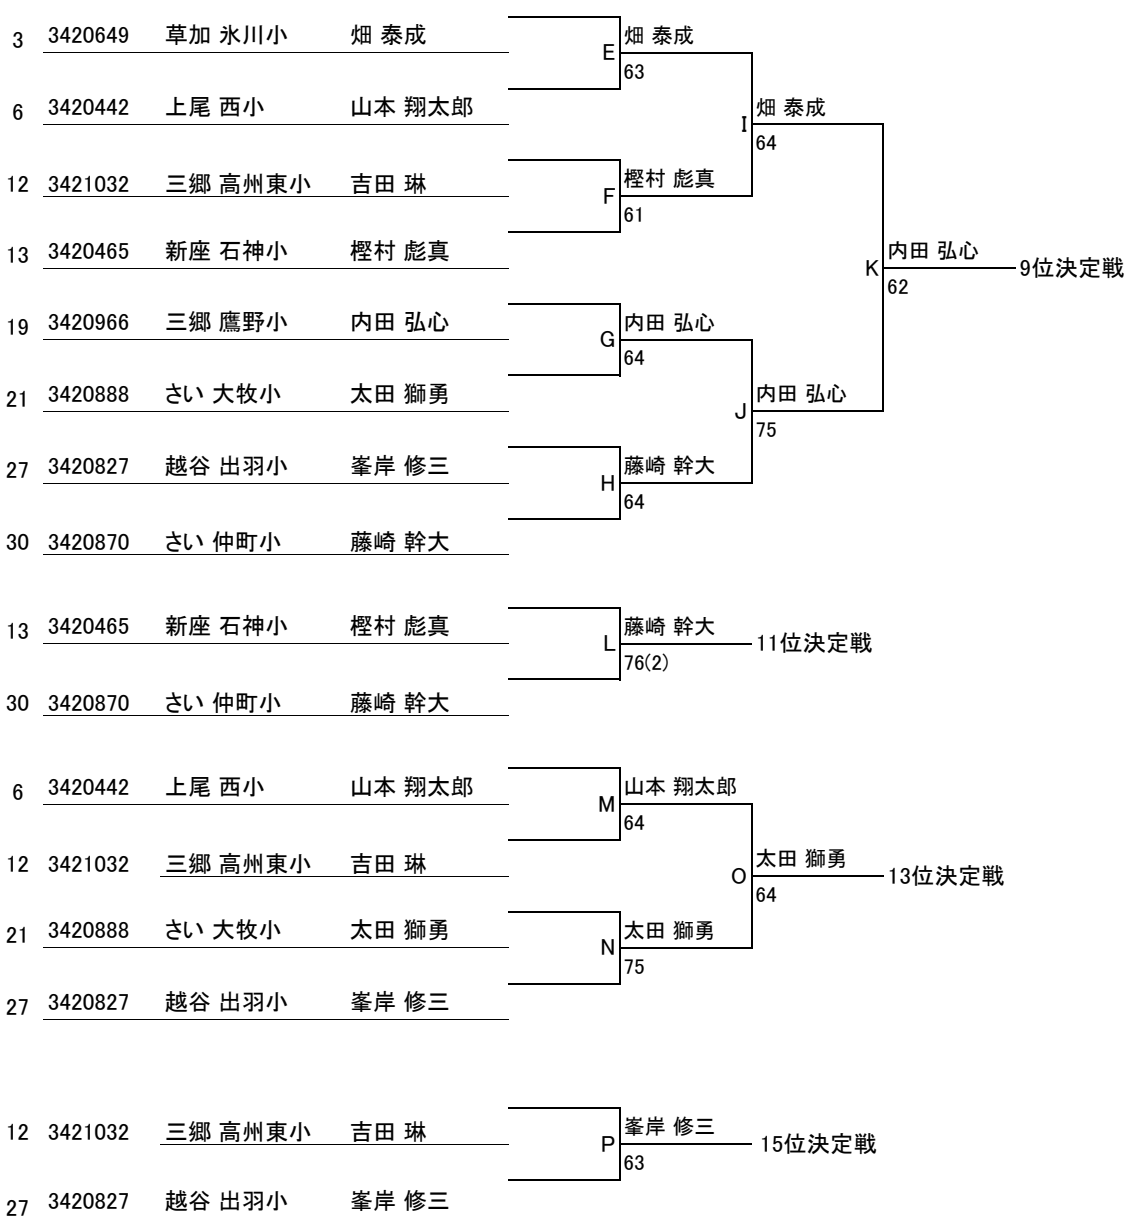 3 3420649 草加 氷川小 畑 泰成
E 畑 泰成
63
6 3420442 上尾 西小 山本 翔太郎
I 畑 泰成
64
12 3421032 三郷 高州東小 吉田 琳
F 樫村 彪真
61
13 3420465 新座 石神小 樫村 彪真
K 内田 弘心 9位決定戦
62
19 3420966 三郷 鷹野小 内田 弘心
G 内田 弘心
64
21 3420888 さい 大牧小 太田 獅勇
J 内田 弘心
75
27 3420827 越谷 出羽小 峯岸 修三
H 藤崎 幹大
64
30 3420870 さい 仲町小 藤崎 幹大
13 3420465 新座 石神小 樫村 彪真
L 藤崎 幹大 11位決定戦
76(2)
30 3420870 さい 仲町小 藤崎 幹大
6 3420442 上尾 西小 山本 翔太郎
M 山本 翔太郎
64
12 3421032 三郷 高州東小 吉田 琳
O 太田 獅勇 13位決定戦
64
21 3420888 さい 大牧小 太田 獅勇
N 太田 獅勇
75
27 3420827 越谷 出羽小 峯岸 修三
12 3421032 三郷 高州東小 吉田 琳
P 峯岸 修三 15位決定戦
63
27 3420827 越谷 出羽小 峯岸 修三